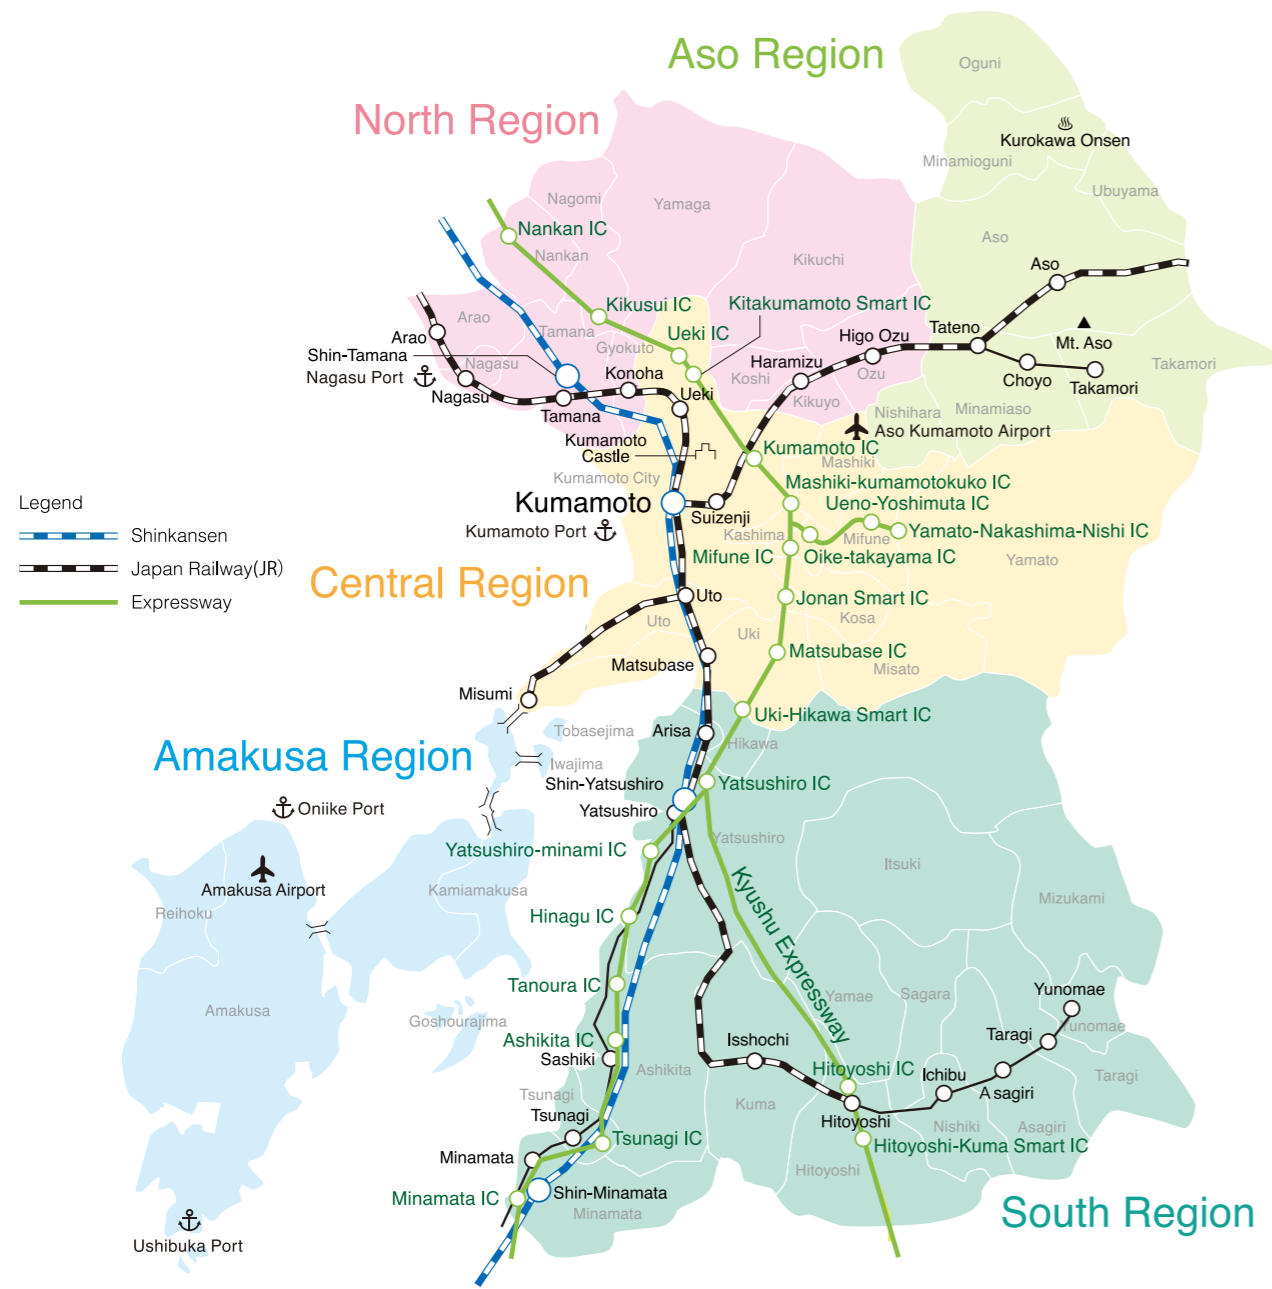 Aso Region
Oguni
North Region
Kurokawa Onsen
Minamioguni
Ubuyama
Nagomi
Yamaga
Nankan IC
Nankan
Kikuchi
Aso
Aso
Kikusui IC
Kitakumamoto Smart IC
Arao
Tamana
Ueki IC
Tateno
Higo Ozu
Arao
Gyokuto
Mt. Aso
Shin-Tamana
Haramizu
Nagasu
Konoha
Koshi
Ozu
Takamori
Nagasu Port
Choyo
Takamori
Nagasu
Ueki
Kikuyo
Tamana
Nishihara
Minamiaso
Aso Kumamoto Airport
Kumamoto
Castle
Kumamoto IC
Mashiki
Kumamoto City
Mashiki-kumamotokuko IC
Legend
Kumamoto
Ueno-Yoshimuta IC
Suizenji
Shinkansen
Kumamoto Port
Kashima
Mifune
Yamato-Nakashima-Nishi IC
Mifune IC
Oike-takayama IC
Yamato
Japan Railway(JR)
Central Region
Expressway
Uto
Jonan Smart IC
Uto
Kosa
Uki
Matsubase IC
Matsubase
Misato
Misumi
Uki-Hikawa Smart IC
Tobasejima
Arisa
Hikawa
Amakusa Region
Iwajima
Shin-Yatsushiro
Yatsushiro IC
Oniike Port
Yatsushiro
Yatsushiro
Yatsushiro-minami IC
Itsuki
Amakusa Airport
Kamiamakusa
Mizukami
Reihoku
Hinagu IC
Kyushu Expressway
Tanoura IC
Yamae
Sagara
Yunomae
Amakusa
Goshourajima
Yunomae
Ashikita IC
Isshochi
Taragi
Sashiki
Ashikita
Hitoyoshi IC
Ichibu
Taragi
Tsunagi
Asagiri
Kuma
Tsunagi
Hitoyoshi
Nishiki
Asagiri
Tsunagi IC
Hitoyoshi-Kuma Smart IC
Minamata
Hitoyoshi
Minamata IC
Shin-Minamata
Minamata
South Region
Ushibuka Port